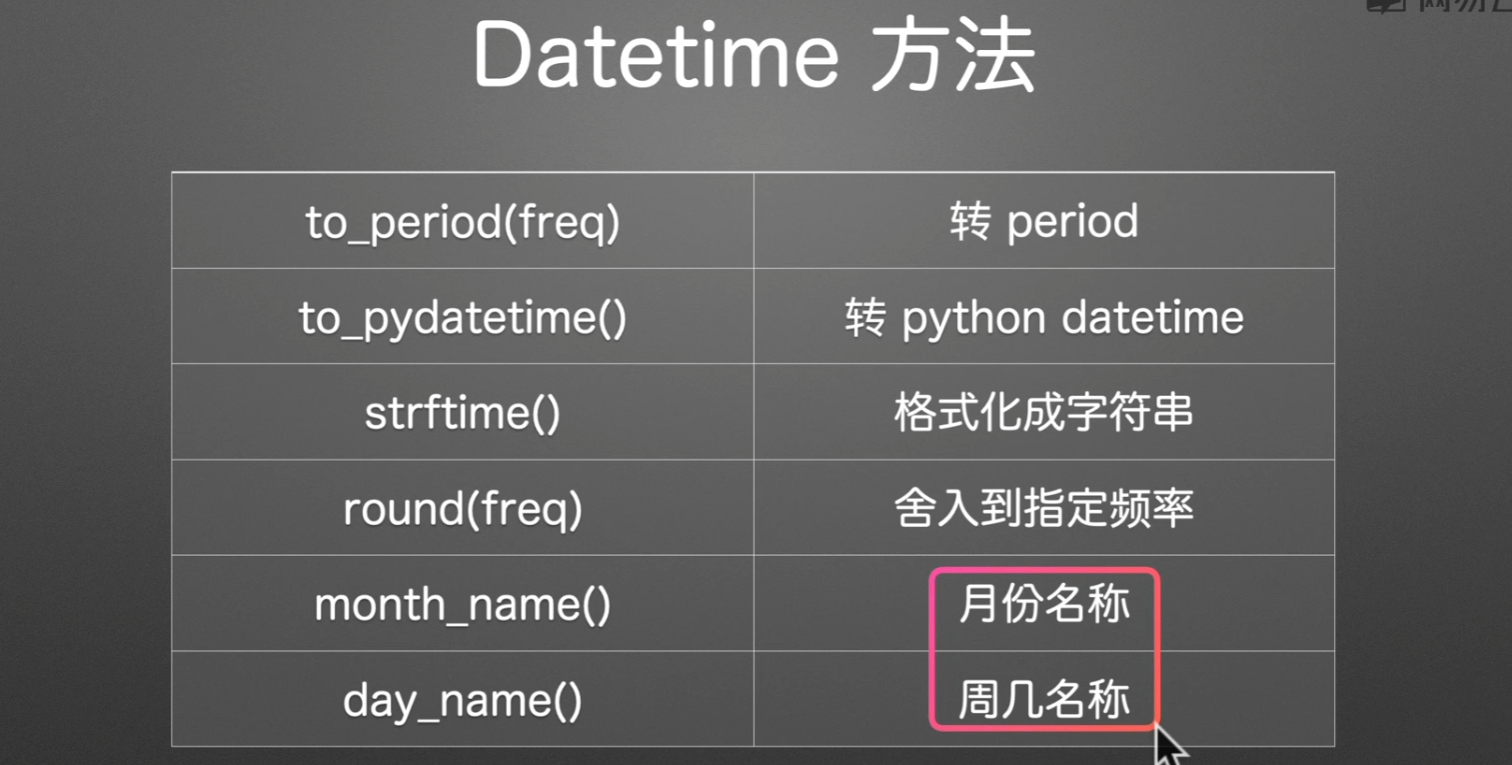 Datetime 方法
to_period(freq) 转 period
to_pydatetime() 转 python datetime
strftime() 格式化成字符串
round(freq) 舍入到指定频率
month_name() 月份名称
day_name() 周几名称